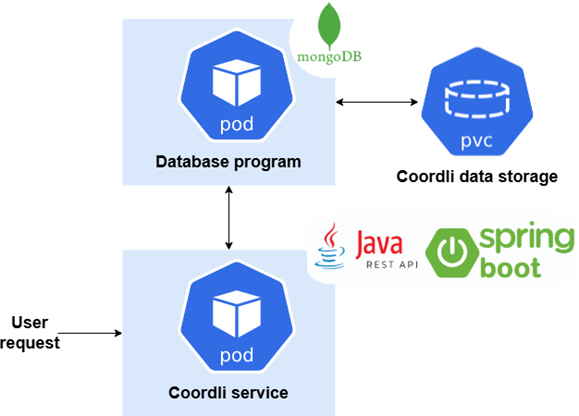 mongoDB
pod
Database program
pvc
Coordli data storage
Java
REST API
spring
boot
User
request
pod
Coordli service